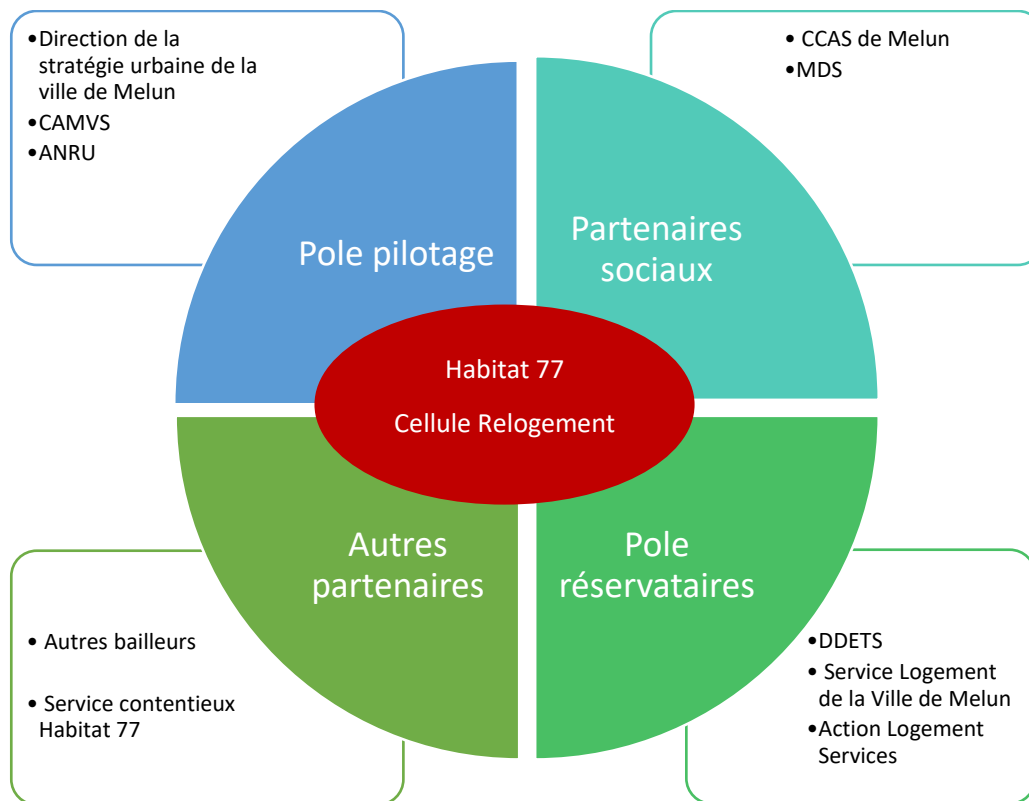 •Direction de la
stratégie urbaine de la
ville de Melun
•CAMVS
•ANRU
• CCAS de Melun
•MDS
Pole pilotage
Partenaires
sociaux
Habitat 77
Cellule Relogement
Autres
partenaires
Pole
réservataires
• Autres bailleurs
• Service contentieux
Habitat 77
•DDETS
• Service Logement
de la Ville de Melun
•Action Logement
Services